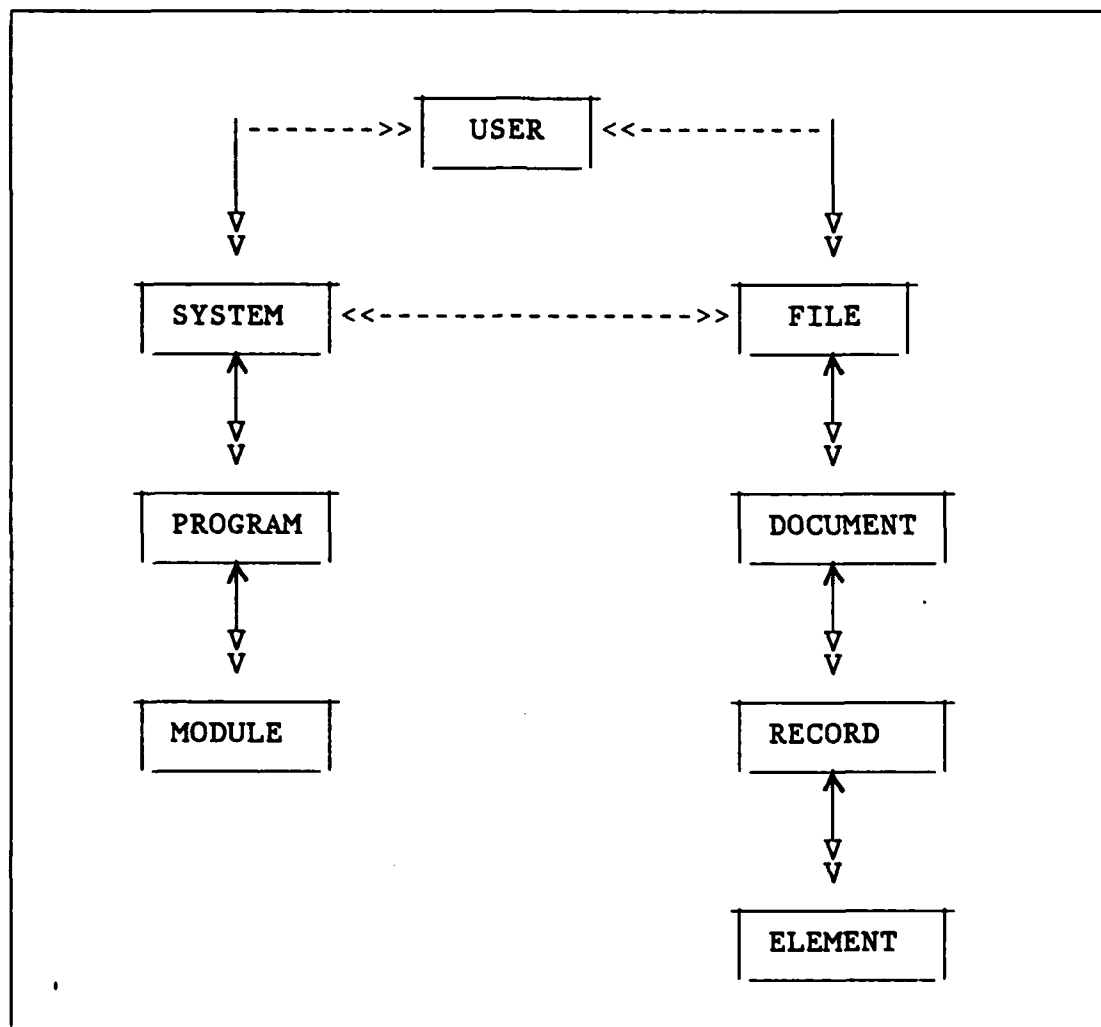 USER
SYSTEM
FILE
PROGRAM
DOCUMENT
MODULE
RECORD
ELEMENT